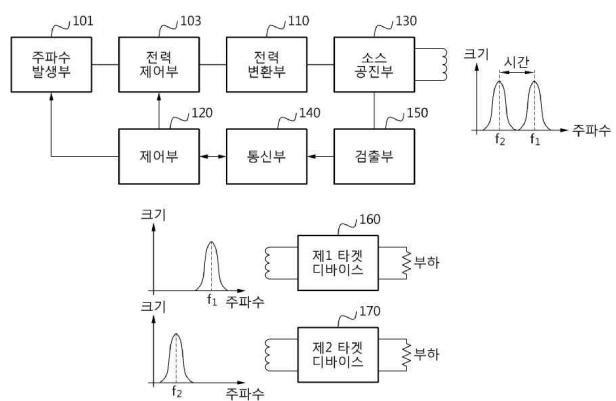 101
주파수
발생부
103
전력
제어부
110
전력
변환부
130
소스
공진부
크기
시간
f2
f1
주파수
120
제어부
140
통신부
150
검출부
크기
f1
주파수
160
제1 타겟
디바이스
부하
크기
f2
주파수
170
제2 타겟
디바이스
부하